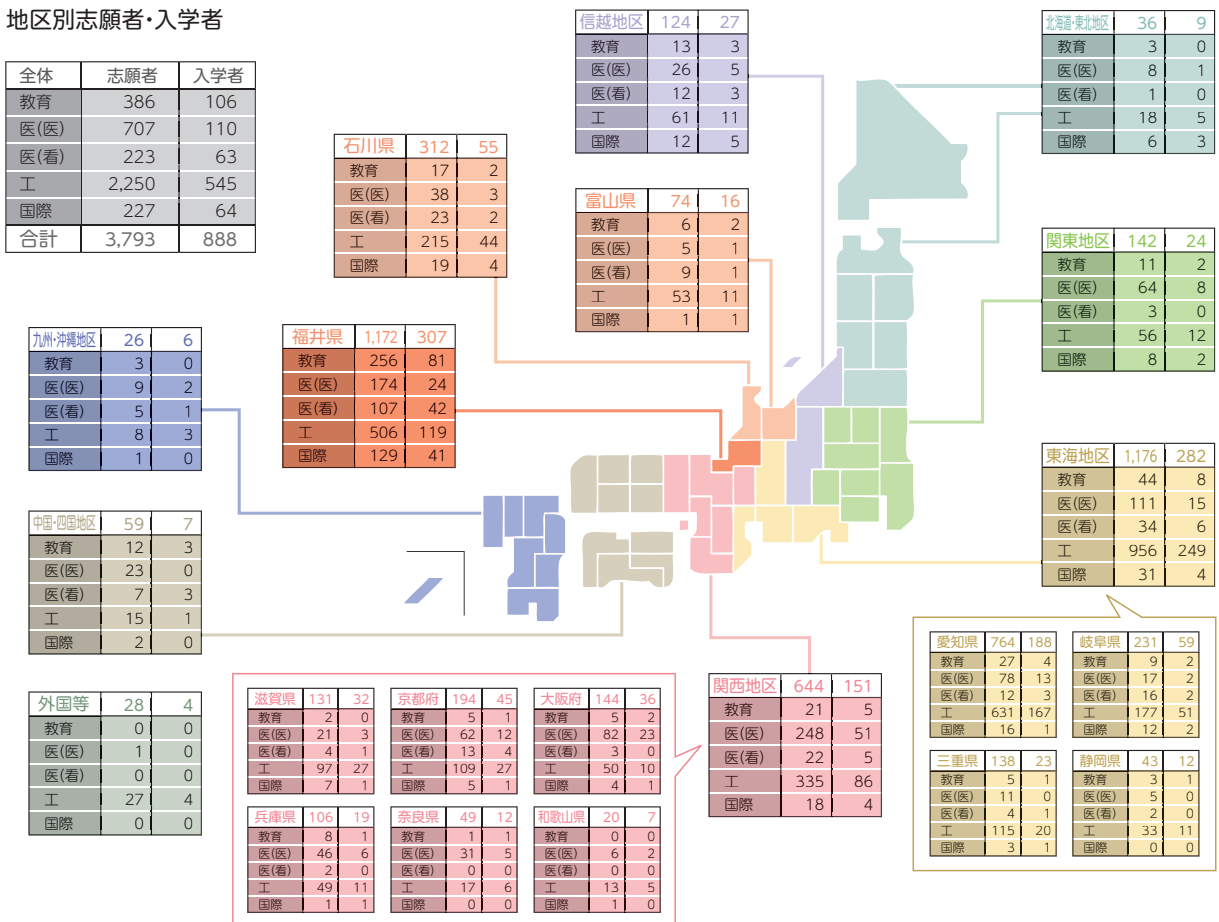 地区別志願者・入学者
全体 志願者 入学者
教育 386 106
医(医) 707 110
医(看) 223 63
工 2,250 545
国際 227 64
合計 3,793 888
石川県 312 55
教育 17 2
医(医) 38 3
医(看) 23 2
工 215 44
国際 19 4
信越地区 124 27
教育 13 3
医(医) 26 5
医(看) 12 3
工 61 11
国際 12 5
富山県 74 16
教育 6 2
医(医) 5 1
医(看) 9 1
工 53 11
国際 1 1
北海道・東北地区 36 9
教育 3 0
医(医) 8 1
医(看) 1 0
工 18 5
国際 6 3
関東地区 142 24
教育 11 2
医(医) 64 8
医(看) 3 0
工 56 12
国際 8 2
九州・沖縄地区 26 6
教育 3 0
医(医) 9 2
医(看) 5 1
工 8 3
国際 1 0
福井県 1,172 307
教育 256 81
医(医) 174 24
医(看) 107 42
工 506 119
国際 129 41
東海地区 1,176 282
教育 44 8
医(医) 111 15
医(看) 34 6
工 956 249
国際 31 4
中国・四国地区 59 7
教育 12 3
医(医) 23 0
医(看) 7 3
工 15 1
国際 2 0
外国等 28 4
教育 0 0
医(医) 1 0
医(看) 0 0
工 27 4
国際 0 0
滋賀県 131 32
教育 2 0
医(医) 21 3
医(看) 4 1
工 97 27
国際 7 1
京都府 194 45
教育 5 1
医(医) 62 12
医(看) 13 4
工 109 27
国際 5 1
大阪府 144 36
教育 5 2
医(医) 82 23
医(看) 3 0
工 50 10
国際 4 1
兵庫県 106 19
教育 8 1
医(医) 46 6
医(看) 2 0
工 49 11
国際 1 1
奈良県 49 12
教育 1 1
医(医) 31 5
医(看) 0 0
工 17 6
国際 0 0
和歌山県 20 7
教育 0 0
医(医) 6 2
医(看) 0 0
工 13 5
国際 1 0
関西地区 644 151
教育 21 5
医(医) 248 51
医(看) 22 5
工 335 86
国際 18 4
愛知県 764 188
教育 27 4
医(医) 78 13
医(看) 12 3
工 631 167
国際 16 1
岐阜県 231 59
教育 9 2
医(医) 17 2
医(看) 16 2
工 177 51
国際 12 2
三重県 138 23
教育 5 1
医(医) 11 0
医(看) 4 1
工 115 20
国際 3 1
静岡県 43 12
教育 3 1
医(医) 5 0
医(看) 2 0
工 33 11
国際 0 0